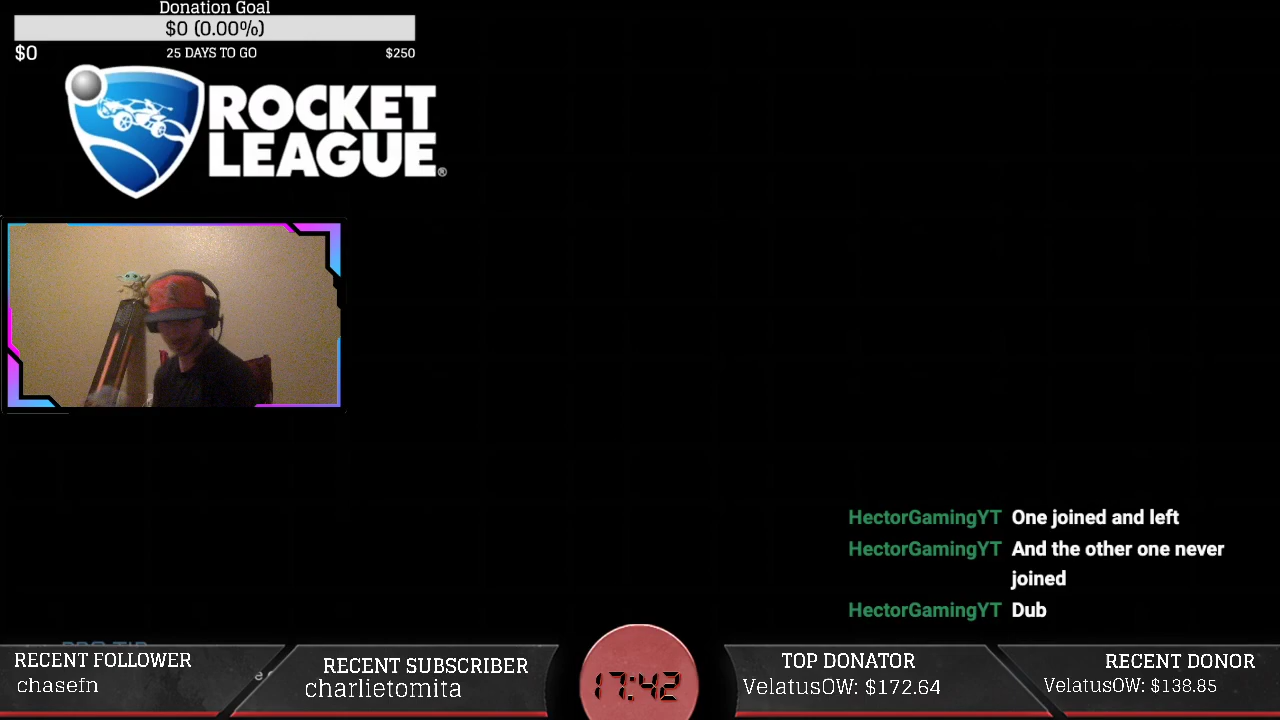 Donation Goal
$0 (0.00%)
$0 25 DAYS TO GO $250
ROCKET
LEAGUE®
HectorGamingYT One joined and left
HectorGamingYT And the other one never
joined
HectorGamingYT Dub
RECENT FOLLOWER
chasefn
RECENT SUBSCRIBER
charlietomita
17:42
TOP DONATOR
VelatusOW: $172.64
RECENT DONOR
VelatusOW: $138.85